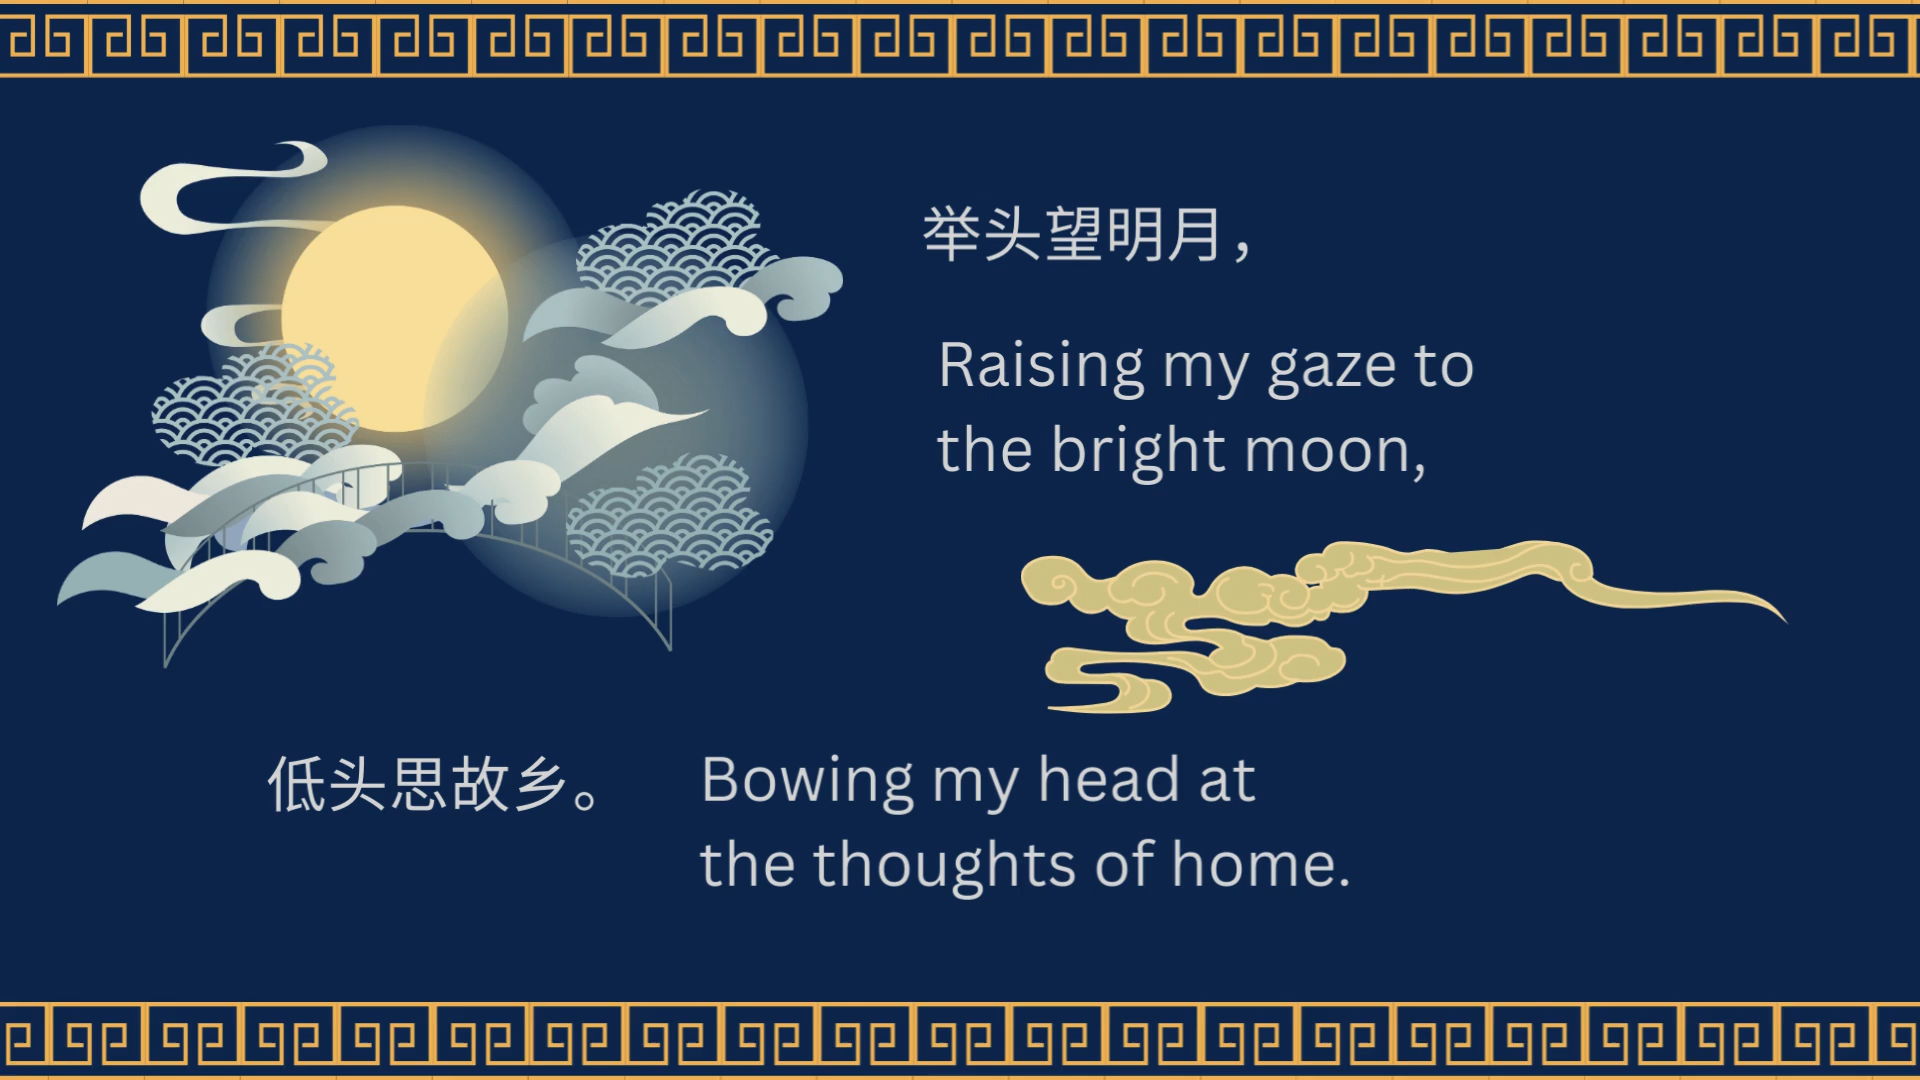 举头望明月，
Raising my gaze to
the bright moon,
低头思故乡。
Bowing my head at
the thoughts of home.